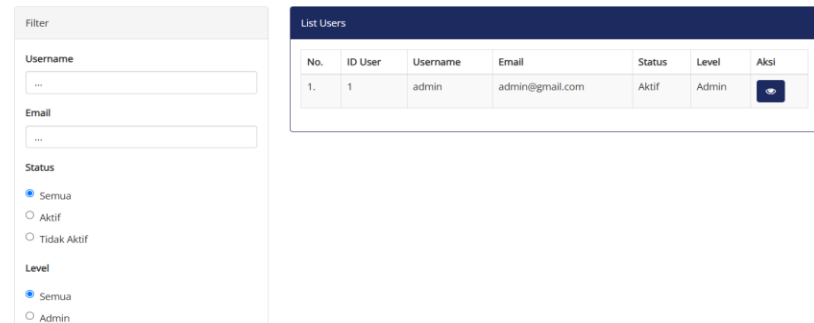 Filter
Username
...
Email
...
Status
Semua
Aktif
Tidak Aktif
Level
Semua
Admin
List Users
No. ID User Username Email Status Level Aksi
1. 1 admin admin@gmail.com Aktif Admin